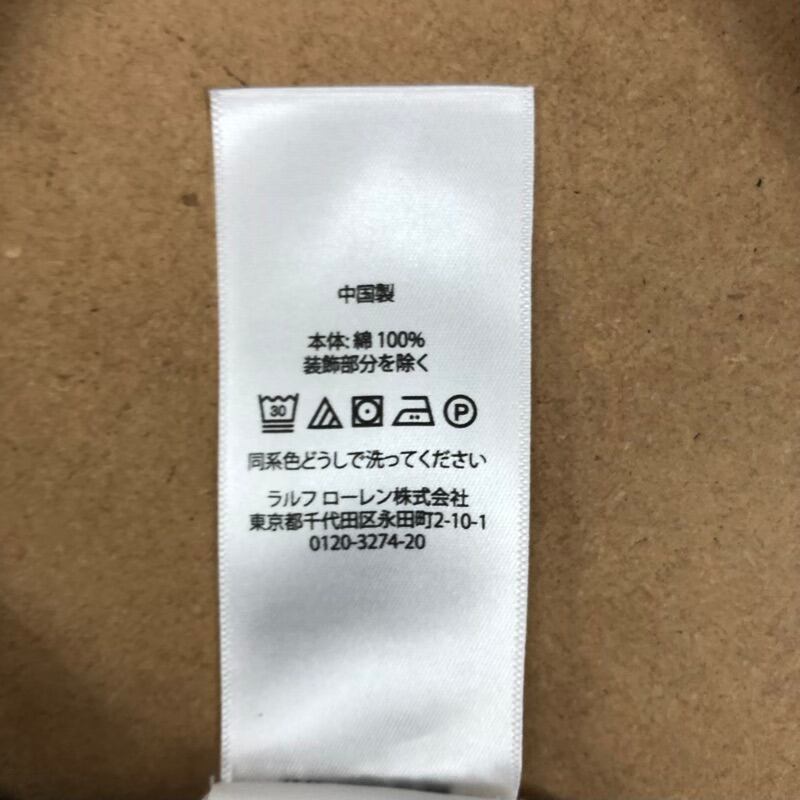 中国製
本体: 綿 100%
装飾部分を除く
30 P
同系色どうしで洗ってください
ラルフ ローレン株式会社
東京都千代田区永田町2-10-1
0120-3274-20